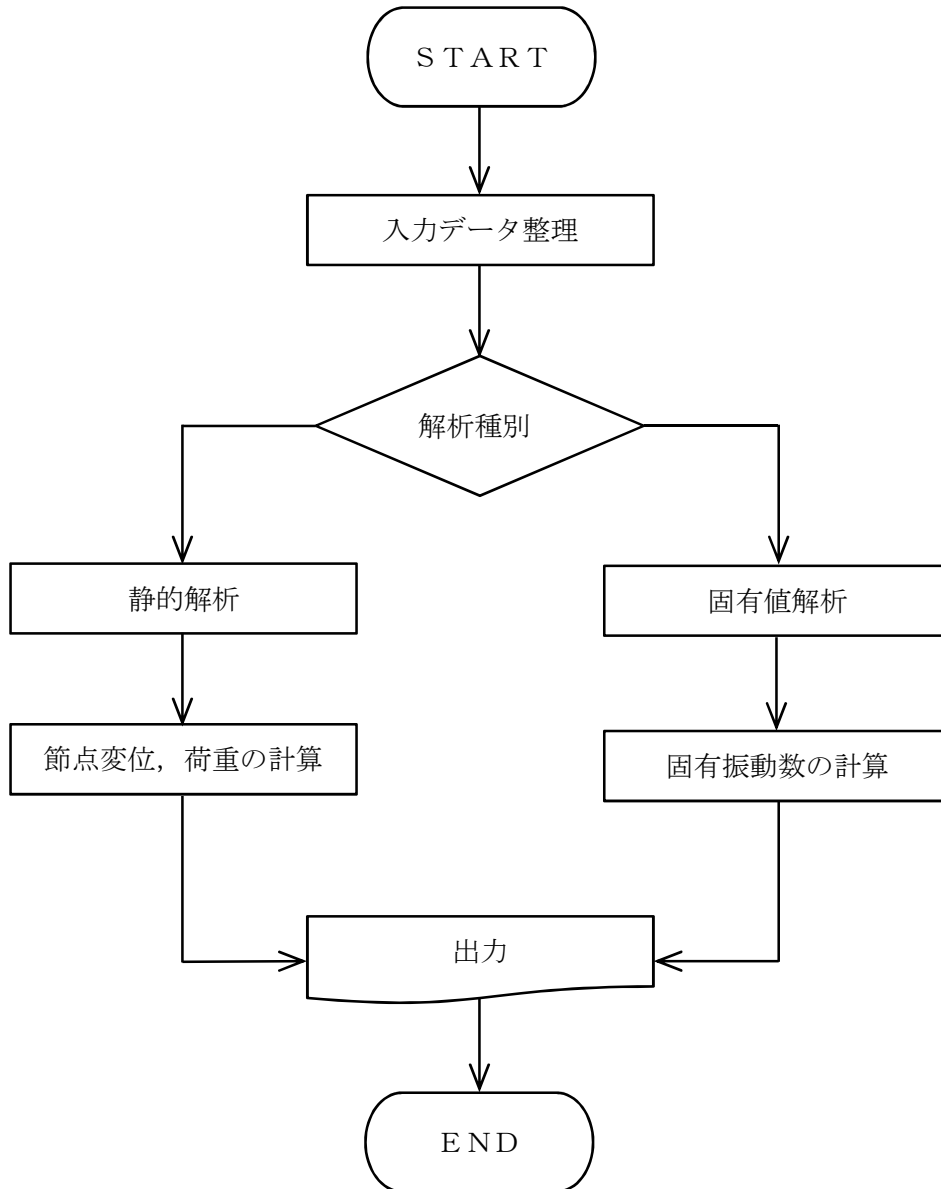 ＳＴＡＲＴ
入力データ整理
解析種別
静的解析
固有値解析
節点変位，荷重の計算
固有振動数の計算
出力
ＥＮＤ